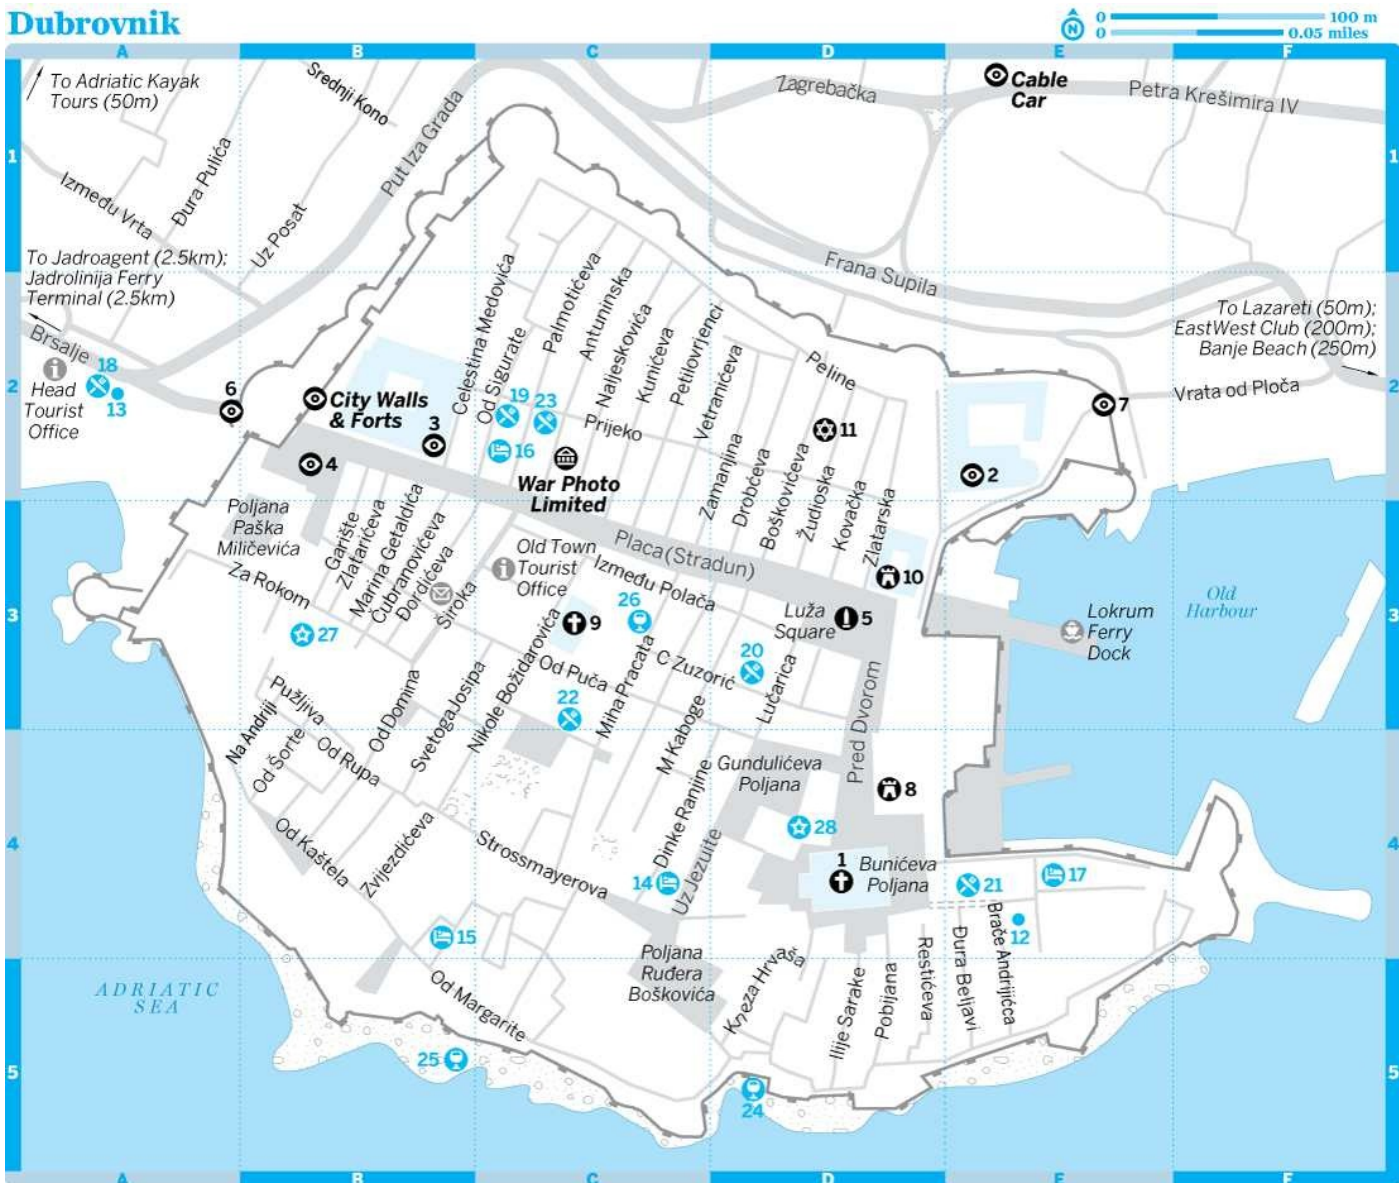 Dubrovnik
N
0
100 m
0
0.05 miles
A
B
C
D
E
F
To Adriatic Kayak
Tours (50m)
Srednji Kono
Put Iza Grada
Zagrebačka
Cable
Car
Petra Krešimira IV
1
1
Između Vrta
Đura Pulića
Uz Posat
To Jadroagent (2.5km);
Jadrolinija Ferry
Terminal (2.5km)
Frana Supila
To Lazareti (50m);
EastWest Club (200m);
Banje Beach (250m)
Brsalje
18
Head
Tourist
Office
13
6
City Walls
& Forts
3
4
Celestina Medovića
Od Sigurate
Palmotićeva
Antuninska
Naljeskovića
Kunićeva
Petilovrjenci
Vetranićeva
Peline
19
23
Prijeko
16
War Photo
Limited
11
7
Vrata od Ploča
2
2
2
Zamanjina
Drobćeva
Boškovićeva
Žudioska
Kovačka
Zlatarska
Poljana
Paška
Miličevića
Garište
Zlatarićeva
Marina Getaldića
Čubranovićeva
Đorđićeva
Široka
Za Rokom
Old Town
Tourist
Office
Placa (Stradun)
Između Polača
10
3
3
27
9
26
Luža
Square
5
Lokrum
Ferry
Dock
Old
Harbour
20
C Zuzorić
Lučarica
Od Puča
Miha Pracata
22
Nikole Božidarovića
Svetoga Josipa
Od Domina
Pužljiva
Na Andriji
Od Šorte
Od Rupa
M Kaboge
Pred Dvorom
Gundulićeva
Poljana
Dinke Ranjine
8
28
4
4
Od Kaštela
Zvijezdićeva
Strossmayerova
14
Uz Jezuite
1
Bunićeva
Poljana
21
17
12
15
Poljana
Ruđera
Boškovića
Kneza Hrvaša
Ilije Sarake
Pobijana
Restićeva
Đura Beljavi
Braće Andrijića
ADRIATIC
SEA
Od Margarite
25
24
5
5
A
B
C
D
E
F